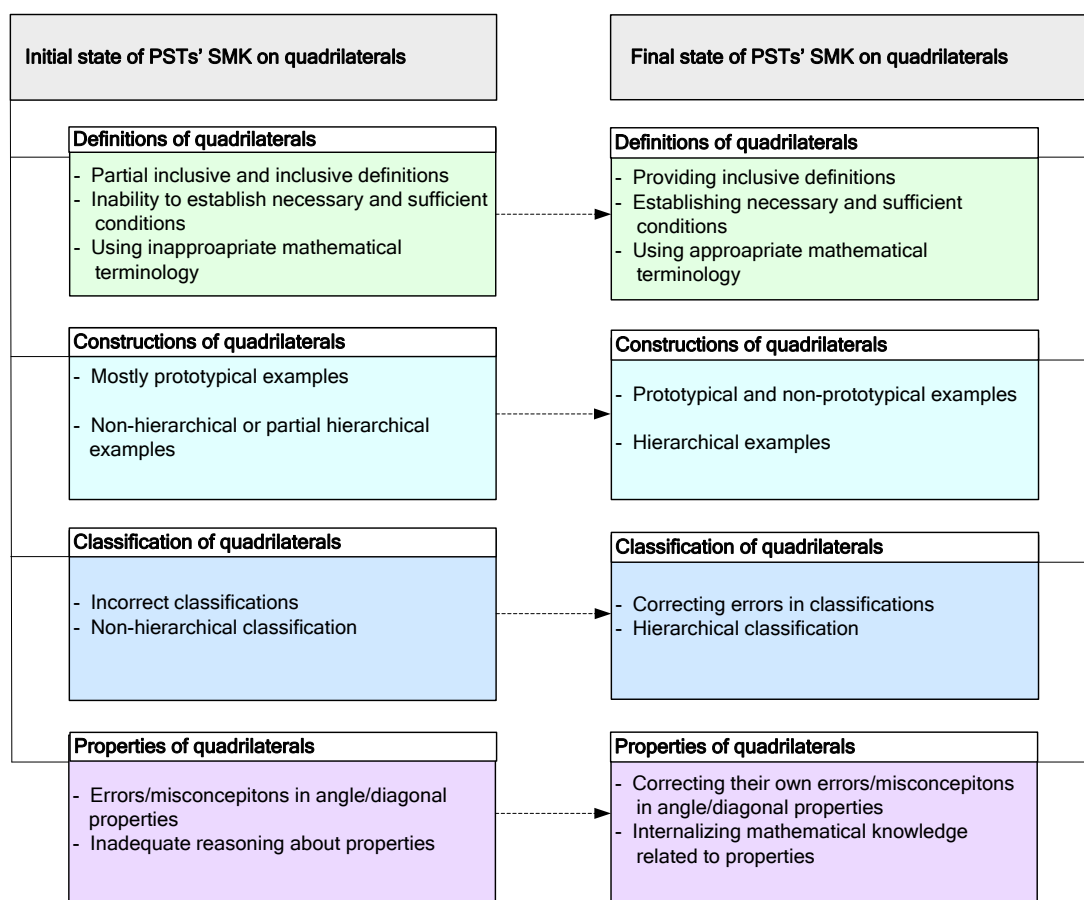 Initial state of PSTs' SMK on quadrilaterals
Definitions of quadrilaterals
- Partial inclusive and inclusive definitions
- Inability to establish necessary and sufficient
conditions
- Using inapproapriate mathematical
terminology
Constructions of quadrilaterals
- Mostly prototypical examples
- Non-hierarchical or partial hierarchical
examples
Classification of quadrilaterals
- Incorrect classifications
- Non-hierarchical classification
Properties of quadrilaterals
- Errors/misconcepitons in angle/diagonal
properties
- Inadequate reasoning about properties
Final state of PSTs' SMK on quadrilaterals
Definitions of quadrilaterals
- Providing inclusive definitions
- Establishing necessary and sufficient
conditions
- Using approapriate mathematical
terminology
Constructions of quadrilaterals
- Prototypical and non-prototypical examples
- Hierarchical examples
Classification of quadrilaterals
- Correcting errors in classifications
- Hierarchical classification
Properties of quadrilaterals
- Correcting their own errors/misconcepitons
in angle/diagonal properties
- Internalizing mathematical knowledge
related to properties